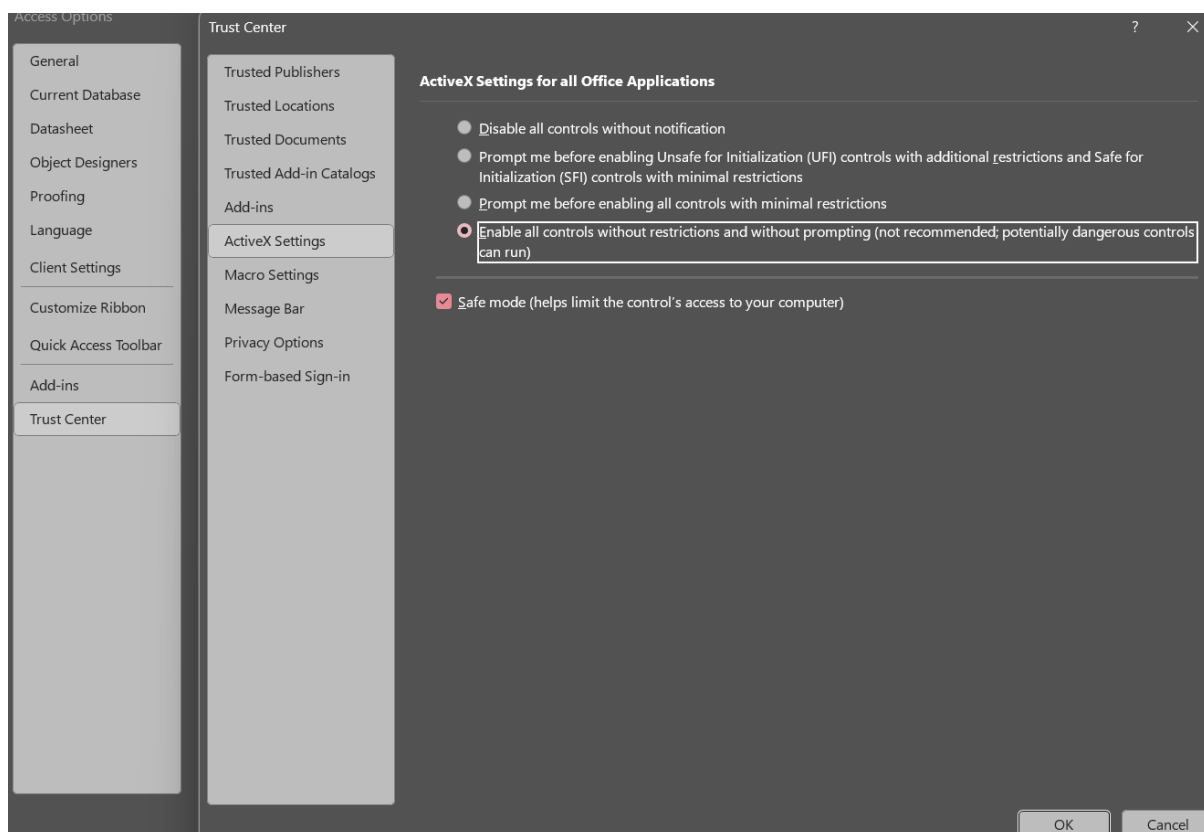 Access Options
Trust Center
?
General
Current Database
Datasheet
Object Designers
Proofing
Language
Client Settings
Customize Ribbon
Quick Access Toolbar
Add-ins
Trust Center
Trusted Publishers
Trusted Locations
Trusted Documents
Trusted Add-in Catalogs
Add-ins
ActiveX Settings
Macro Settings
Message Bar
Privacy Options
Form-based Sign-in
ActiveX Settings for all Office Applications
Disable all controls without notification
Prompt me before enabling Unsafe for Initialization (UFI) controls with additional restrictions and Safe for
Initialization (SFI) controls with minimal restrictions
Prompt me before enabling all controls with minimal restrictions
Enable all controls without restrictions and without prompting (not recommended; potentially dangerous controls
can run)
Safe mode (helps limit the control's access to your computer)
OK
Cancel